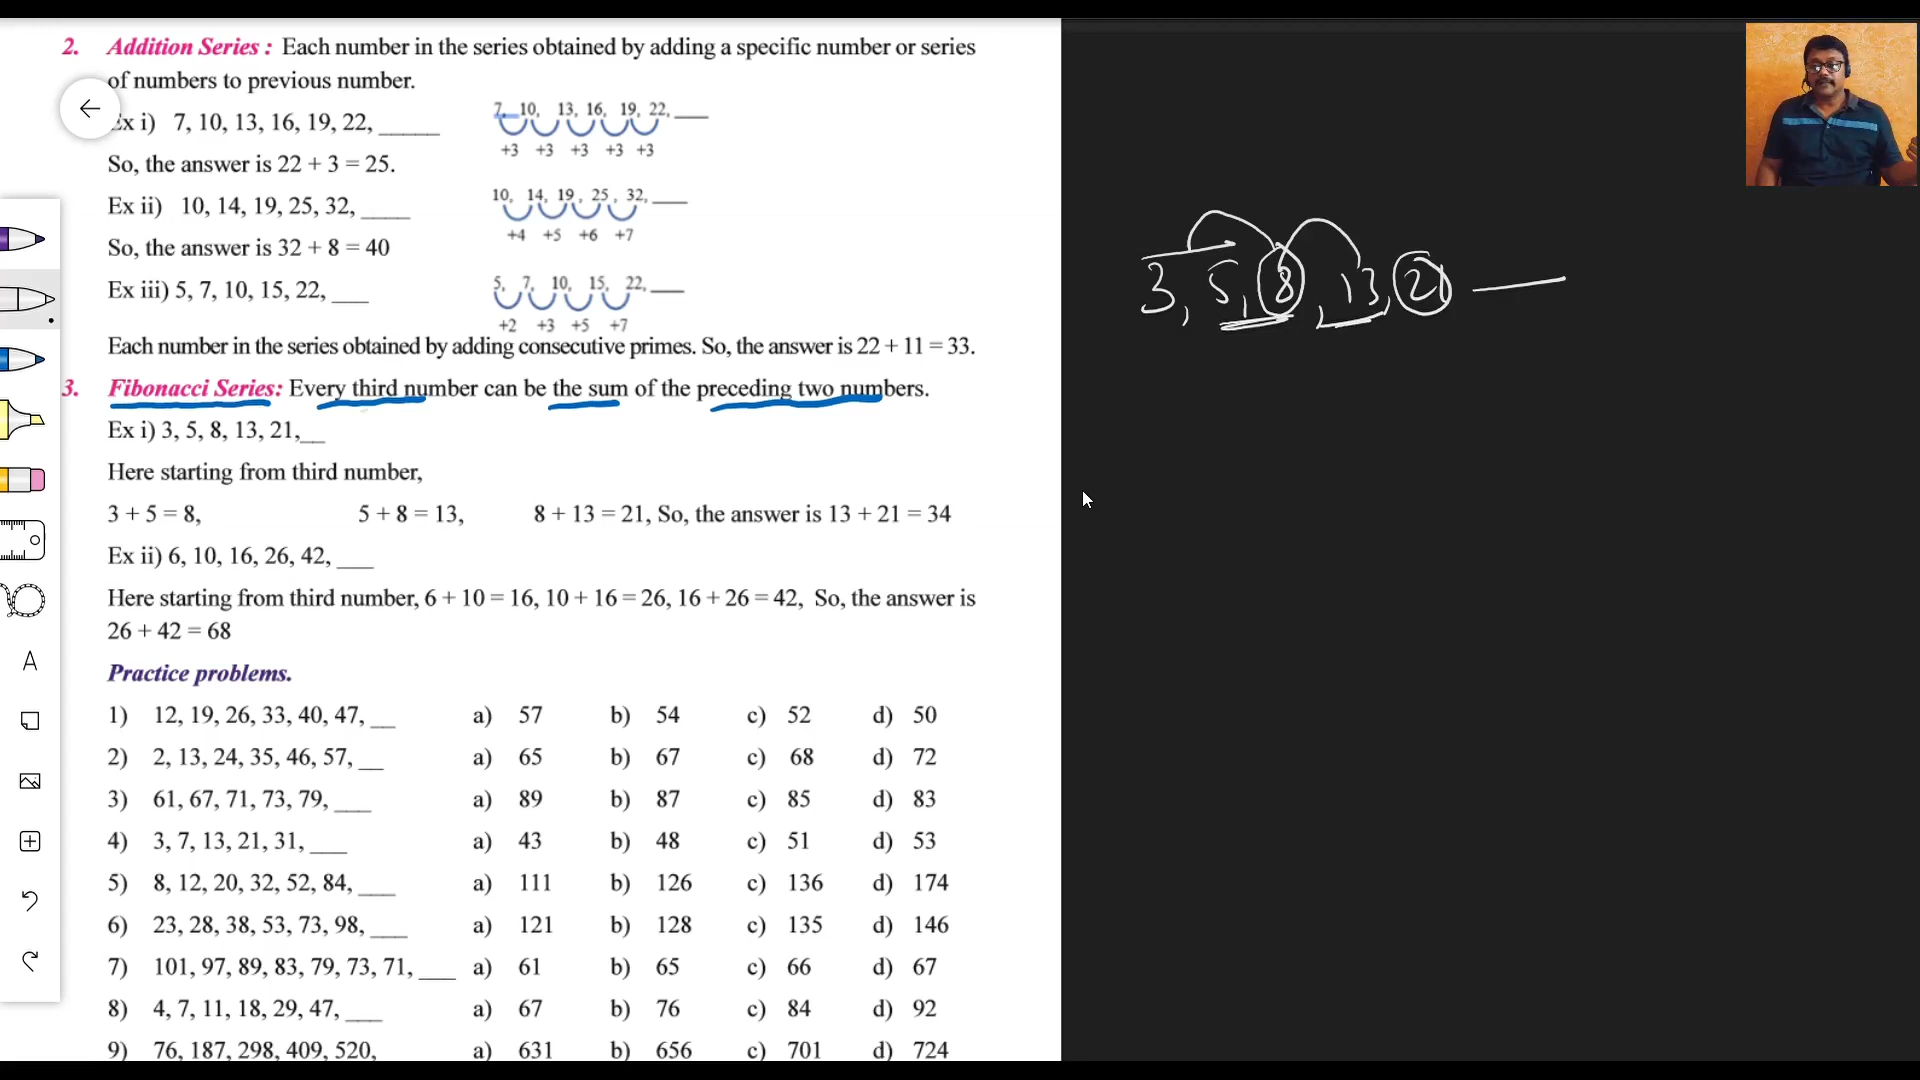 2. Addition Series : Each number in the series obtained by adding a specific number or series
of numbers to previous number.
Ex i) 7, 10, 13, 16, 19, 22, _____
7, 10, 13, 16, 19, 22, ___
+3 +3 +3 +3 +3
So, the answer is 22 + 3 = 25.
Ex ii) 10, 14, 19, 25, 32, ____
10, 14, 19, 25, 32, ___
+4 +5 +6 +7
So, the answer is 32 + 8 = 40
Ex iii) 5, 7, 10, 15, 22, ___
5, 7, 10, 15, 22, ___
+2 +3 +5 +7
Each number in the series obtained by adding consecutive primes. So, the answer is 22 + 11 = 33.
3. Fibonacci Series: Every third number can be the sum of the preceding two numbers.
Ex i) 3, 5, 8, 13, 21,__
Here starting from third number,
3 + 5 = 8, 5 + 8 = 13, 8 + 13 = 21, So, the answer is 13 + 21 = 34
Ex ii) 6, 10, 16, 26, 42, ___
Here starting from third number, 6 + 10 = 16, 10 + 16 = 26, 16 + 26 = 42, So, the answer is
26 + 42 = 68
Practice problems.
1) 12, 19, 26, 33, 40, 47, __ a) 57 b) 54 c) 52 d) 50
2) 2, 13, 24, 35, 46, 57, __ a) 65 b) 67 c) 68 d) 72
3) 61, 67, 71, 73, 79, ___ a) 89 b) 87 c) 85 d) 83
4) 3, 7, 13, 21, 31, ___ a) 43 b) 48 c) 51 d) 53
5) 8, 12, 20, 32, 52, 84, ___ a) 111 b) 126 c) 136 d) 174
6) 23, 28, 38, 53, 73, 98, ___ a) 121 b) 128 c) 135 d) 146
7) 101, 97, 89, 83, 79, 73, 71, ___ a) 61 b) 65 c) 66 d) 67
8) 4, 7, 11, 18, 29, 47, ___ a) 67 b) 76 c) 84 d) 92
9) 76, 187, 298, 409, 520, a) 631 b) 656 c) 701 d) 724
A
3, 5, 8, 13, 21 ___